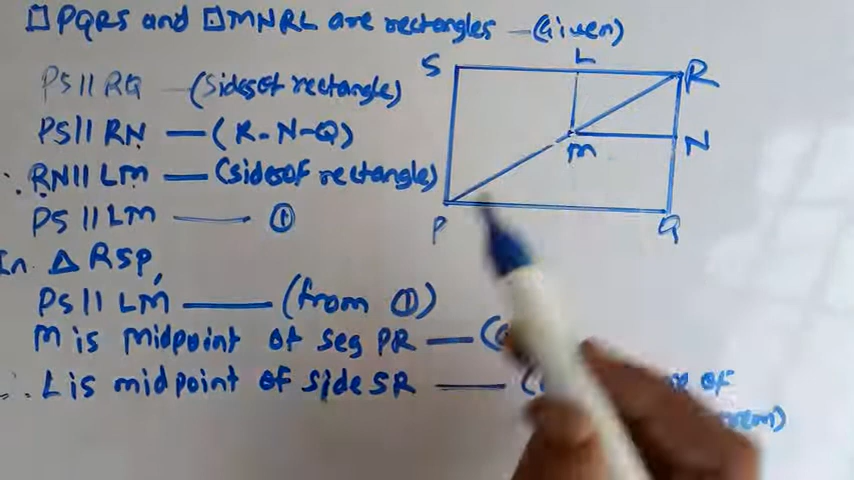 □PQRS and □MNRL are rectangles —(Given)
PS || RQ —(Sides of rectangle)
PS || RN —(R-N-Q)
∴ RN || LM —(sides of rectangle)
PS || LM —— ①
In △ RSP,
PS || LM —— (from ①)
M is midpoint of seg PR —(
∴ L is midpoint of side SR —— ( of
S
L
R
M
N
P
Q